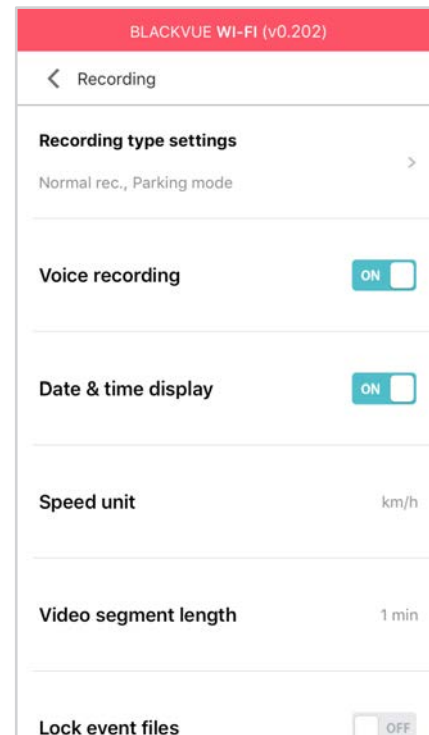 BLACKVUE WI-FI (v0.202)
Recording
Recording type settings
Normal rec., Parking mode
Voice recording
ON
Date & time display
ON
Speed unit
km/h
Video segment length
1 min
Lock event files
OFF